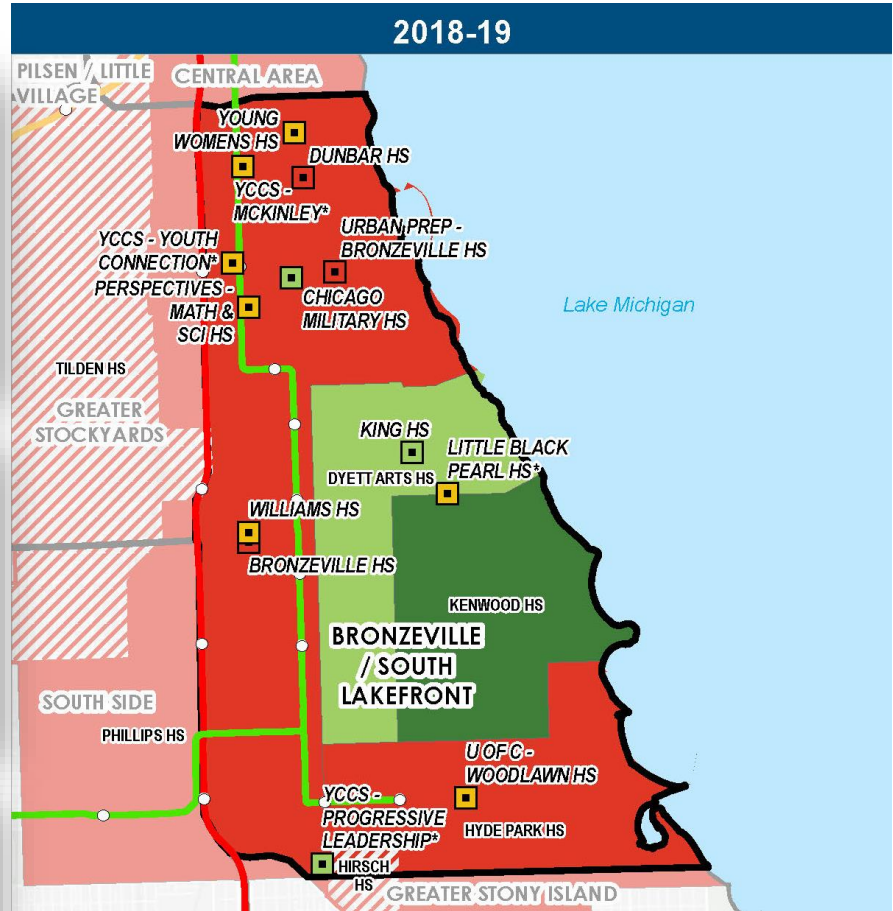 2018-19
PILSEN / LITTLE
VILLAGE
CENTRAL AREA
YOUNG
WOMENS HS
DUNBAR HS
YCCS -
MCKINLEY*
URBAN PREP -
BRONZEVILLE HS
YCCS - YOUTH
CONNECTION*
PERSPECTIVES -
MATH &
SCI HS
CHICAGO
MILITARY HS
Lake Michigan
TILDEN HS
GREATER
STOCKYARDS
KING HS
LITTLE BLACK
PEARL HS*
DYETT ARTS HS
WILLIAMS HS
BRONZEVILLE HS
KENWOOD HS
BRONZEVILLE
/ SOUTH
LAKEFRONT
SOUTH SIDE
PHILLIPS HS
U OF C -
WOODLAWN HS
YCCS -
PROGRESSIVE
LEADERSHIP*
HYDE PARK HS
HIRSCH
HS
GREATER STONY ISLAND